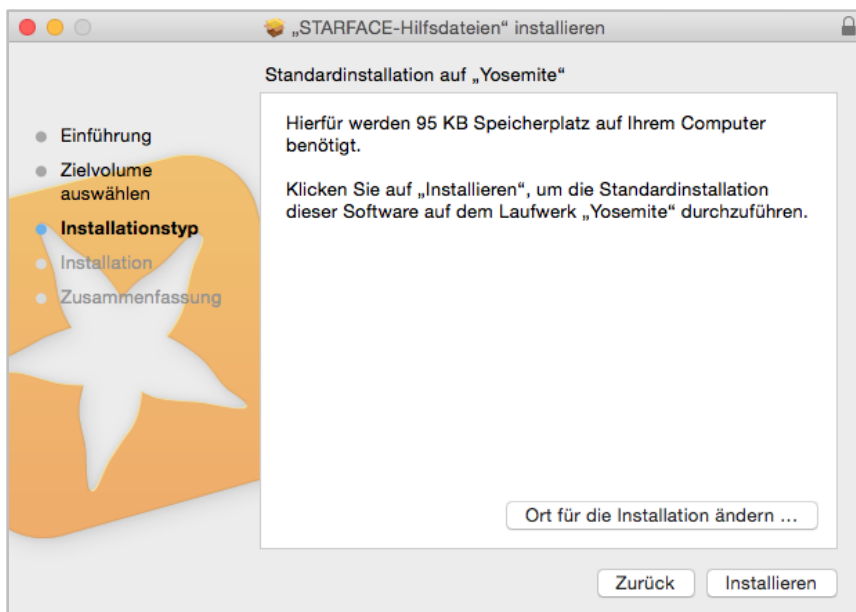 „STARFACE-Hilfsdateien“ installieren
Standardinstallation auf „Yosemite“
Einführung
Zielvolume
auswählen
Installationstyp
Installation
Zusammenfassung
Hierfür werden 95 KB Speicherplatz auf Ihrem Computer
benötigt.
Klicken Sie auf „Installieren“, um die Standardinstallation
dieser Software auf dem Laufwerk „Yosemite“ durchzuführen.
Ort für die Installation ändern ...
Zurück
Installieren